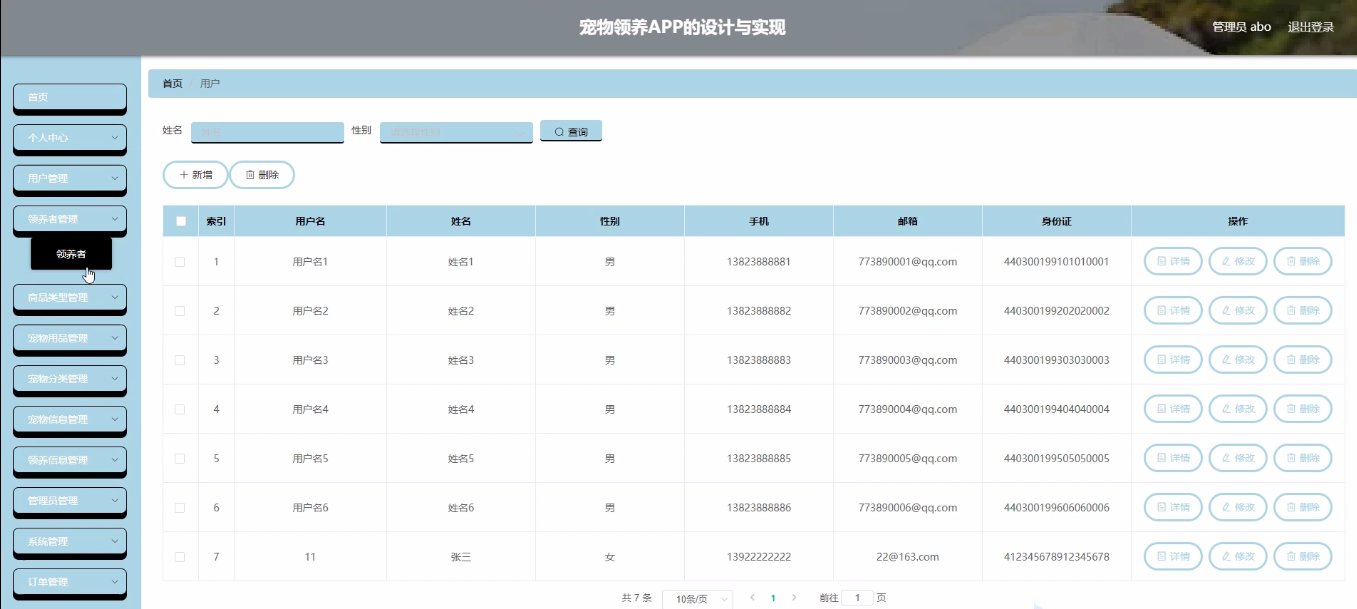 宠物领养APP的设计与实现
管理员 abo 退出登录
首页 / 用户
首页
个人中心
用户管理
领养者管理
领养者
商品类型管理
宠物用品管理
宠物分类管理
宠物信息管理
领养信息管理
管理员管理
系统管理
订单管理
姓名 姓名 性别 查询
新增 删除
索引 用户名 姓名 性别 手机 邮箱 身份证 操作
1 用户名1 姓名1 男 13823888881 773890001@qq.com 440300199101010001 详情 修改 删除
2 用户名2 姓名2 男 13823888882 773890002@qq.com 440300199202020002 详情 修改 删除
3 用户名3 姓名3 男 13823888883 773890003@qq.com 440300199303030003 详情 修改 删除
4 用户名4 姓名4 男 13823888884 773890004@qq.com 440300199404040004 详情 修改 删除
5 用户名5 姓名5 男 13823888885 773890005@qq.com 440300199505050005 详情 修改 删除
6 用户名6 姓名6 男 13823888886 773890006@qq.com 440300199606060006 详情 修改 删除
7 11 张三 女 13922222222 22@163.com 412345678912345678 详情 修改 删除
共 7 条 10条/页 < 1 > 前往 1 页